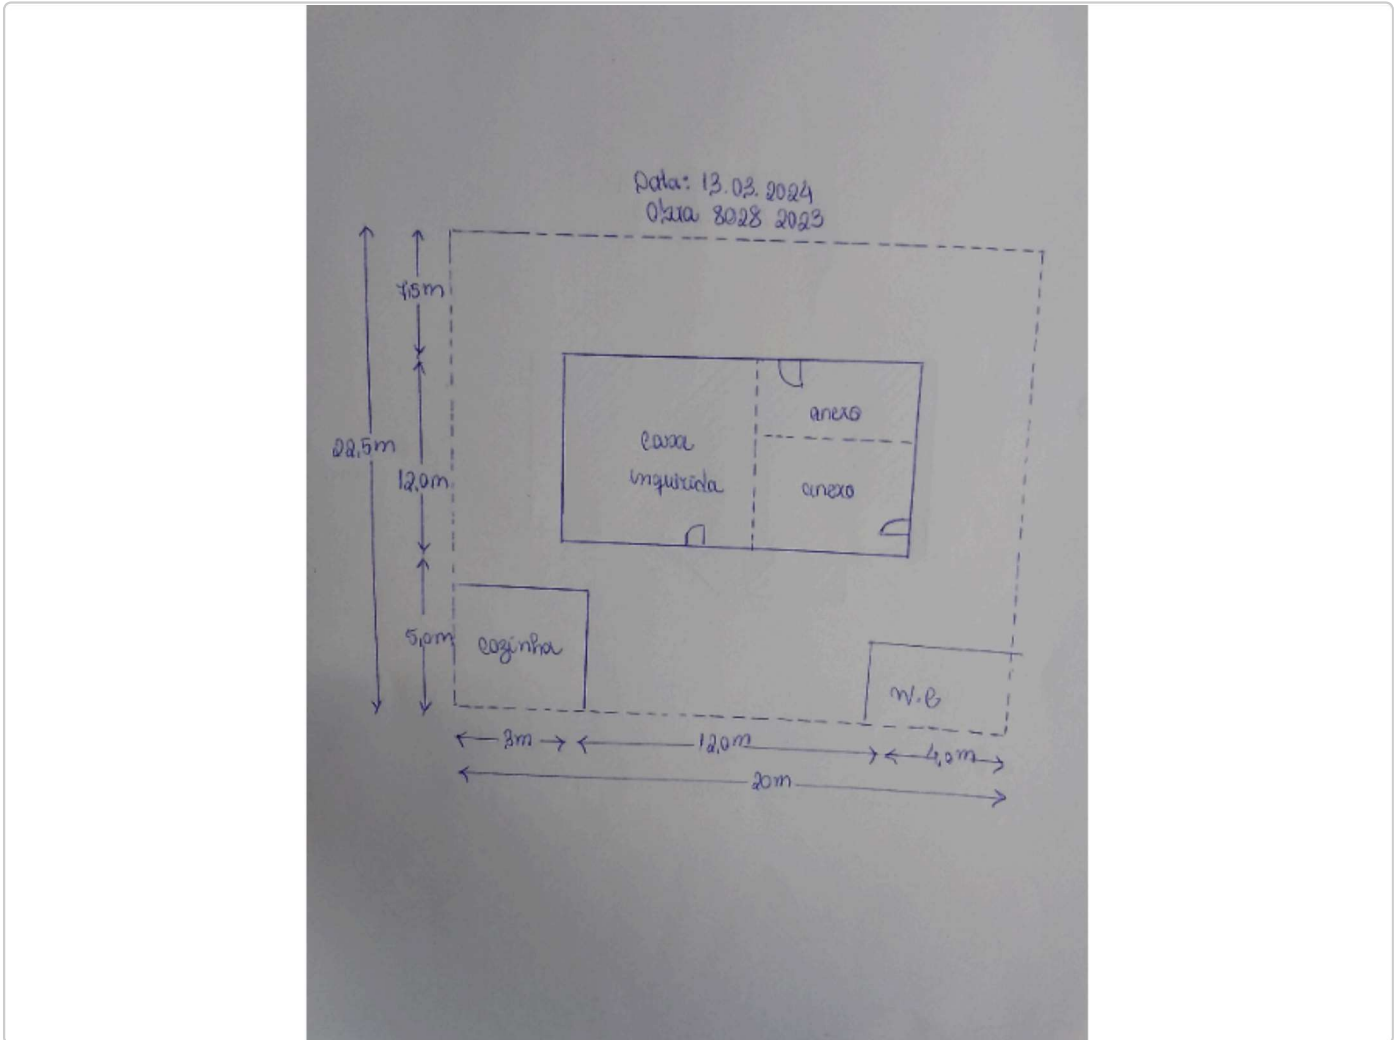 Data: 13.03.2024
Obra 8028 2023
7,5m
22,5m
12,0m
5,0m
casa
inquirida
anexo
anexo
cozinha
W.C
3m
12,0m
4,0m
20m